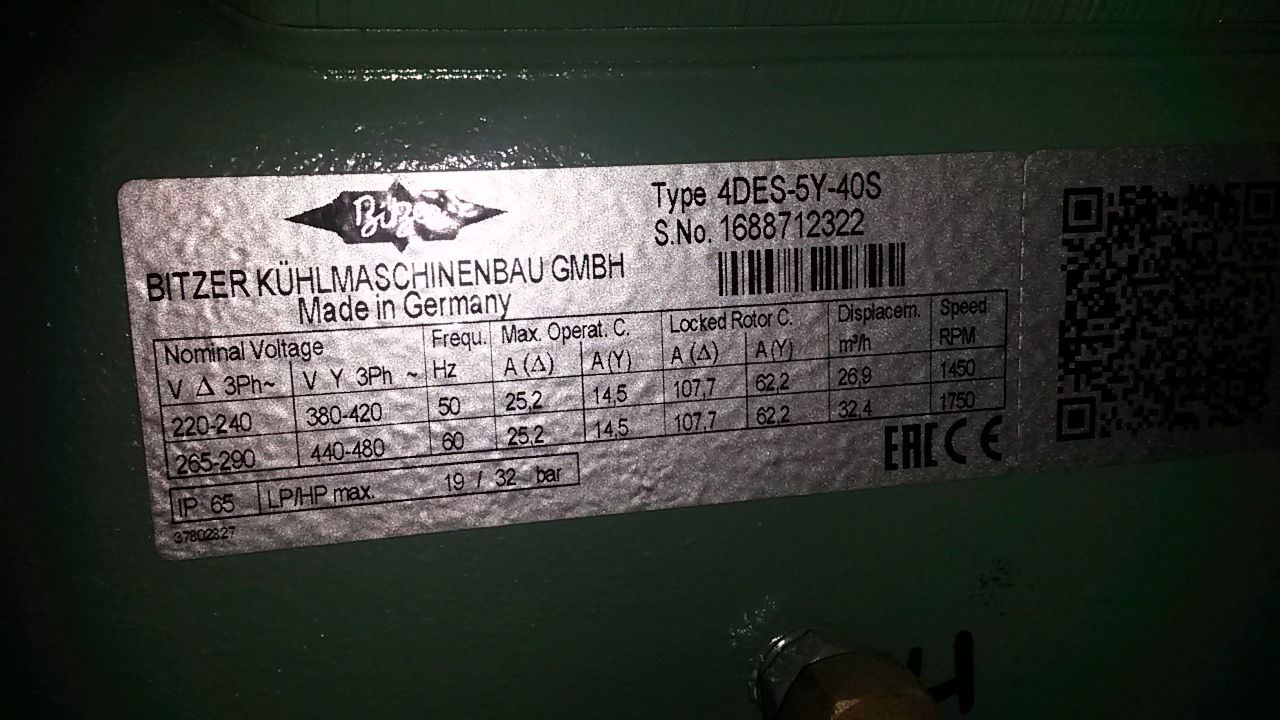 Bitzer
Type 4DES-5Y-40S
S.No. 1688712322
BITZER KÜHLMASCHINENBAU GMBH
Made in Germany
Nominal Voltage Frequ. Max. Operat. C. Locked Rotor C. Displacem. Speed
V Δ 3Ph~ V Y 3Ph ~ Hz A (Δ) A (Y) A (Δ) A (Y) m³/h RPM
220-240 380-420 50 25,2 14,5 107,7 62,2 26,9 1450
265-290 440-480 60 25,2 14,5 107,7 62,2 32,4 1750
IP 65 LP/HP max. 19 / 32 bar
EAC CE
37802827
H